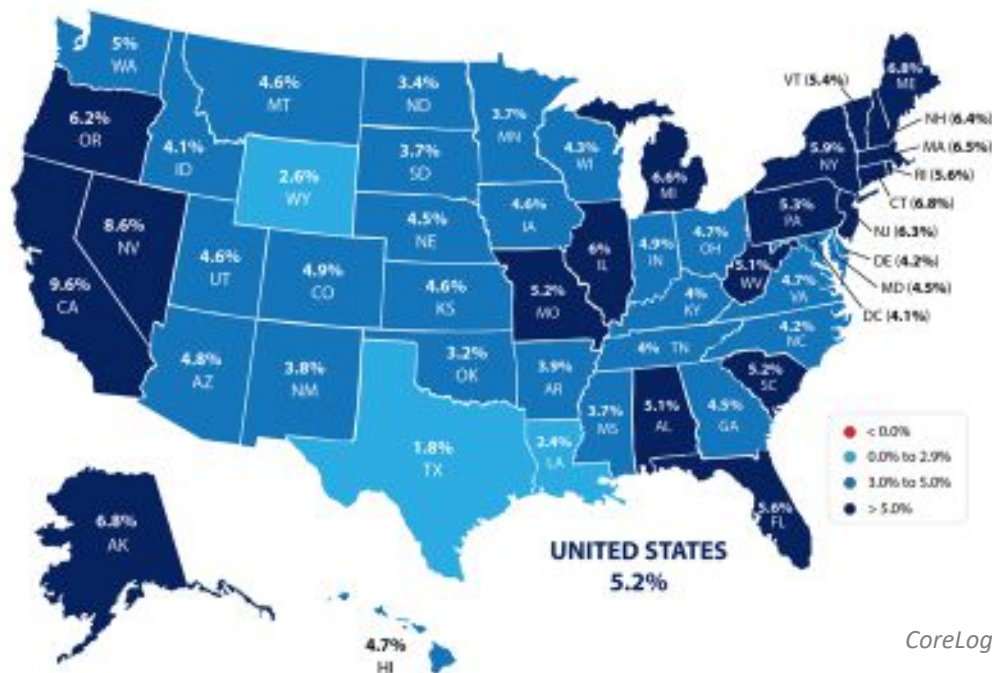 5%
WA
4.6%
MT
3.4%
ND
3.7%
MN
6.8%
ME
VT (5.4%)
6.2%
OR
4.1%
ID
2.6%
WY
3.7%
SD
4.3%
WI
6.6%
MI
5.9%
NY
NH (6.4%)
MA (6.5%)
RI (5.6%)
CT (6.8%)
NJ (6.3%)
DE (4.2%)
MD (4.5%)
DC (4.1%)
8.6%
NV
9.6%
CA
4.6%
UT
4.9%
CO
4.5%
NE
4.6%
KS
4.6%
IA
5.2%
MO
6%
IL
4.9%
IN
4.7%
OH
5.3%
PA
5.1%
WV
4.7%
VA
4%
KY
4.2%
NC
4% TN
4.8%
AZ
3.8%
NM
3.2%
OK
3.9%
AR
3.7%
MS
5.1%
AL
4.5%
GA
5.2%
SC
1.8%
TX
2.4%
LA
5.6%
FL
6.8%
AK
4.7%
HI
< 0.0%
0.0% to 2.9%
3.0% to 5.0%
> 5.0%
UNITED STATES
5.2%
CoreLog